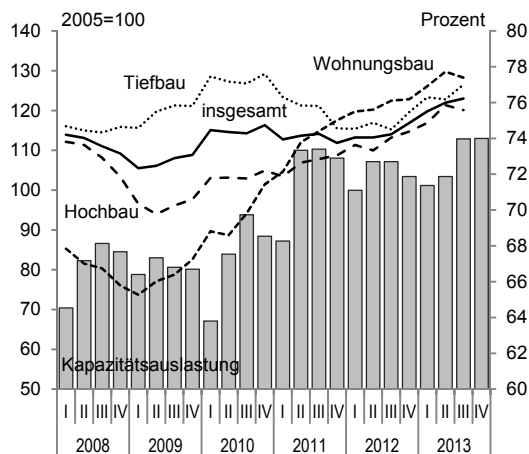 2005=100 Prozent
140 80
130 78
120 76
110 74
100 72
90 70
80 68
70 66
60 64
50 62
60
Tiefbau
Wohnungsbau
insgesamt
Hochbau
Kapazitätsauslastung
I II III IV I II III IV I II III IV I II III IV I II III IV I II III IV
2008 2009 2010 2011 2012 2013